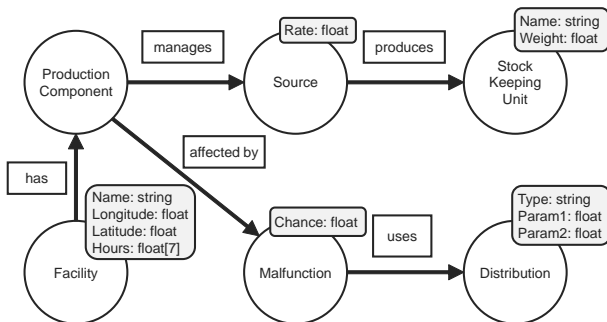 manages
Rate: float
produces
Name: string
Weight: float
Production
Component
Source
Stock
Keeping
Unit
has
affected by
Name: string
Longitude: float
Latitude: float
Hours: float[7]
Chance: float
uses
Type: string
Param1: float
Param2: float
Facility
Malfunction
Distribution